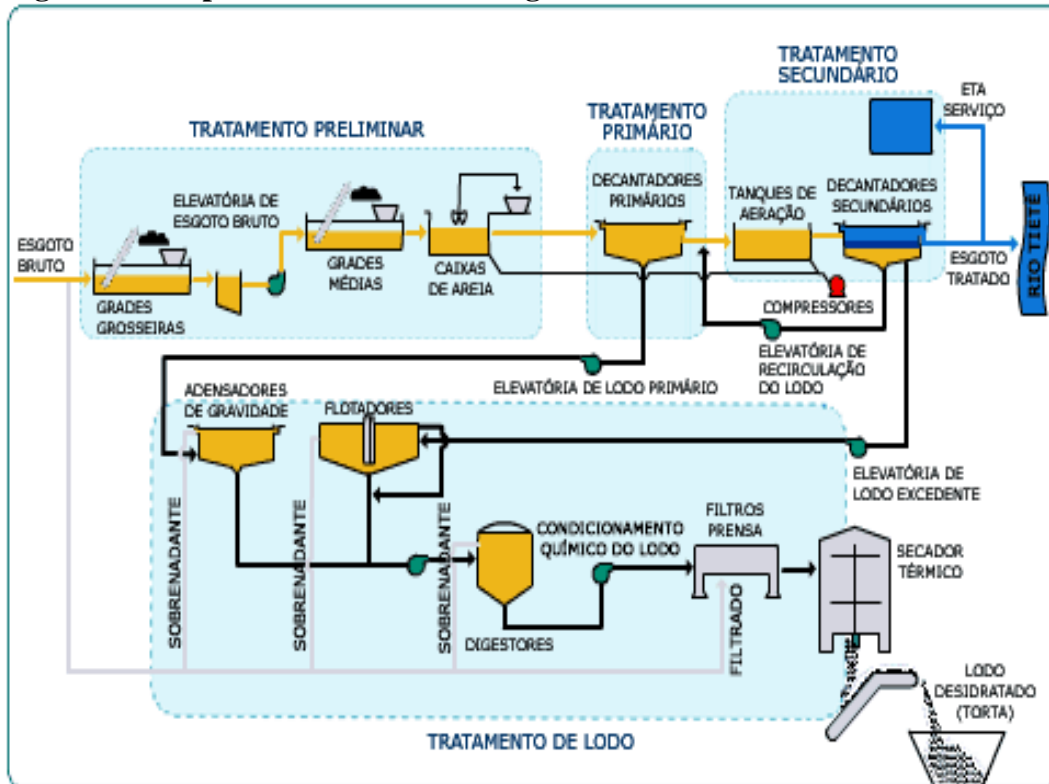 TRATAMENTO
SECUNDÁRIO
ETA
SERVIÇO
TRATAMENTO PRELIMINAR
TRATAMENTO
PRIMÁRIO
ELEVATÓRIA DE
ESGOTO BRUTO
DECANTADORES
PRIMÁRIOS
TANQUES DE
AERAÇÃO
DECANTADORES
SECUNDÁRIOS
ESGOTO
BRUTO
GRADES
GROSSEIRAS
GRADES
MÉDIAS
CAIXAS
DE AREIA
COMPRESSORES
ESGOTO
TRATADO
RIO TIETÊ
ELEVATÓRIA DE LODO PRIMÁRIO
ELEVATÓRIA DE
RECIRCULAÇÃO
DO LODO
ADENSADORES
DE GRAVIDADE
FLOTADORES
ELEVATÓRIA DE
LODO EXCEDENTE
SOBRENADANTE
SOBRENADANTE
SOBRENADANTE
CONDICIONAMENTO
QUÍMICO DO LODO
FILTROS
PRENSA
SECADOR
TÉRMICO
DIGESTORES
FILTRADO
LODO
DESIDRATADO
(TORTA)
TRATAMENTO DE LODO